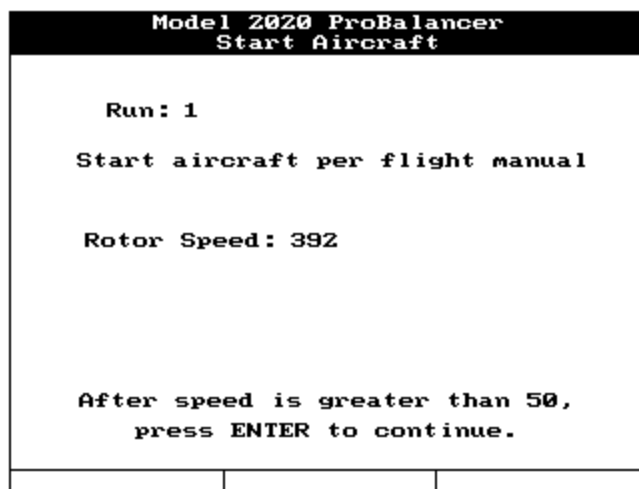 Model 2020 ProBalancer
Start Aircraft
Run: 1
Start aircraft per flight manual
Rotor Speed: 392
After speed is greater than 50,
press ENTER to continue.